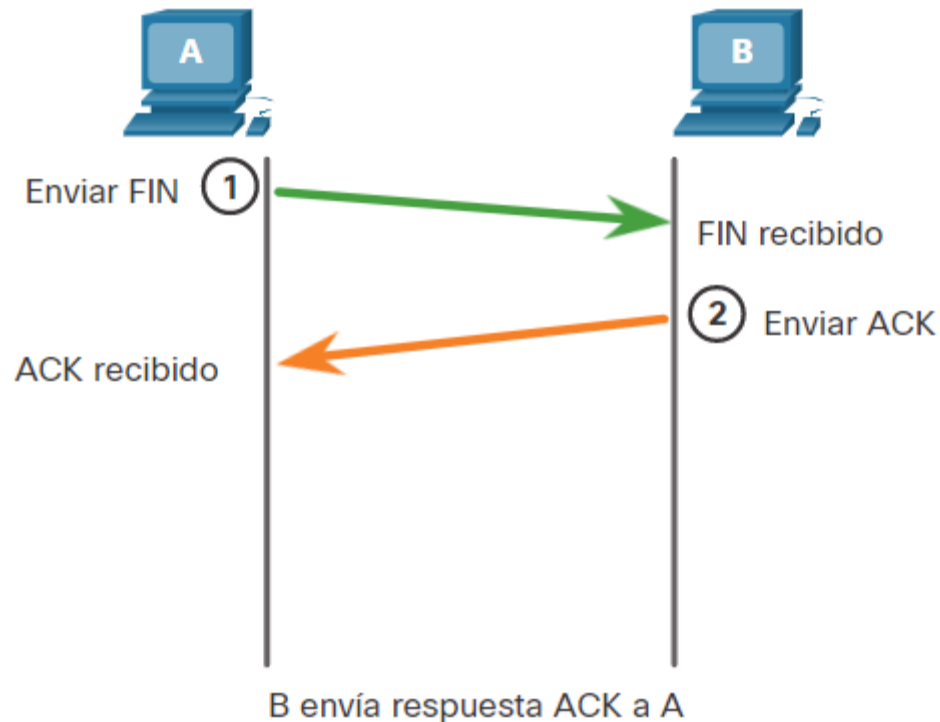 A
B
Enviar FIN 1
FIN recibido
2 Enviar ACK
ACK recibido
B envía respuesta ACK a A